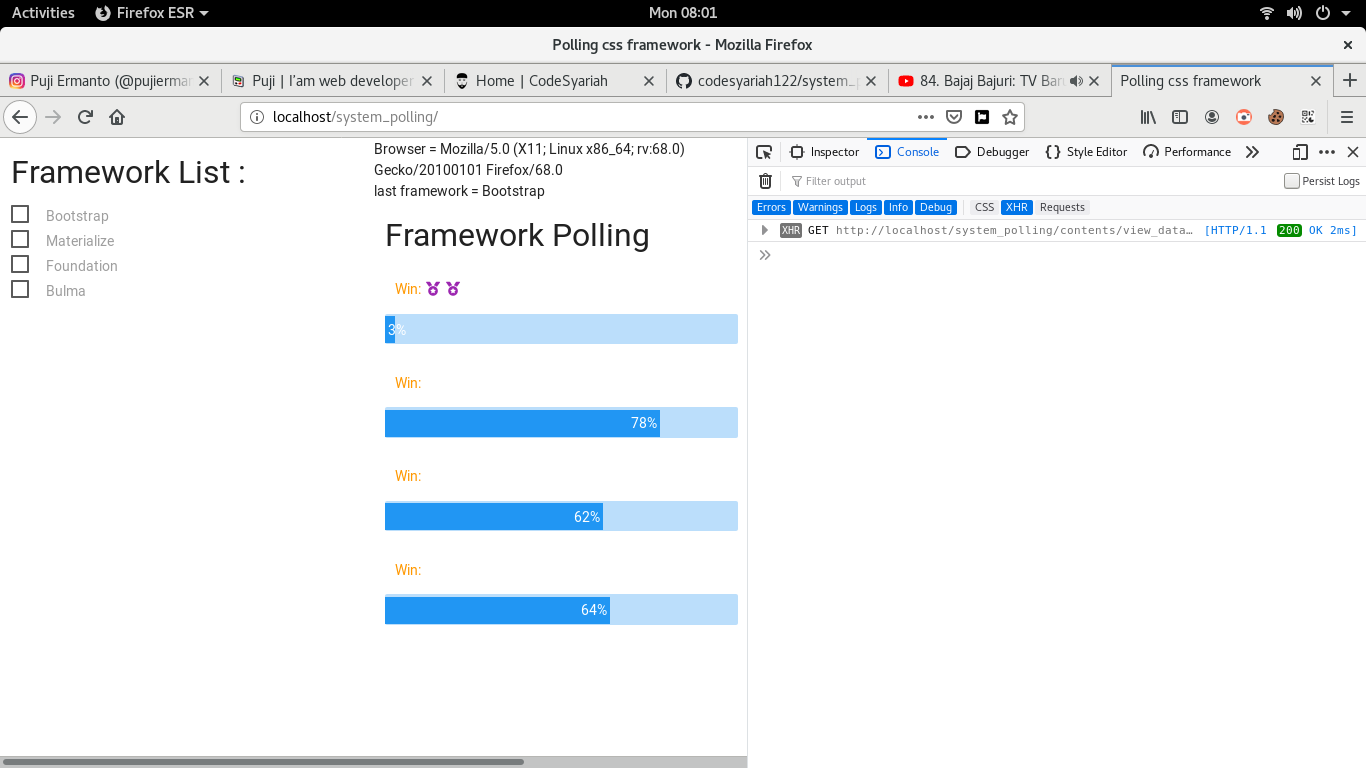 Activities Firefox ESR Mon 08:01
Polling css framework - Mozilla Firefox
Puji Ermanto (@pujierman Puji | I'am web developer Home | CodeSyariah codesyariah122/system_p 84. Bajaj Bajuri: TV Baru Polling css framework
localhost/system_polling/
Framework List :
Bootstrap
Materialize
Foundation
Bulma
Browser = Mozilla/5.0 (X11; Linux x86_64; rv:68.0)
Gecko/20100101 Firefox/68.0
last framework = Bootstrap
Framework Polling
Win:
3%
Win:
78%
Win:
62%
Win:
64%
Inspector Console Debugger Style Editor Performance
Filter output Persist Logs
Errors Warnings Logs Info Debug CSS XHR Requests
XHR GET http://localhost/system_polling/contents/view_data… [HTTP/1.1 200 OK 2ms]